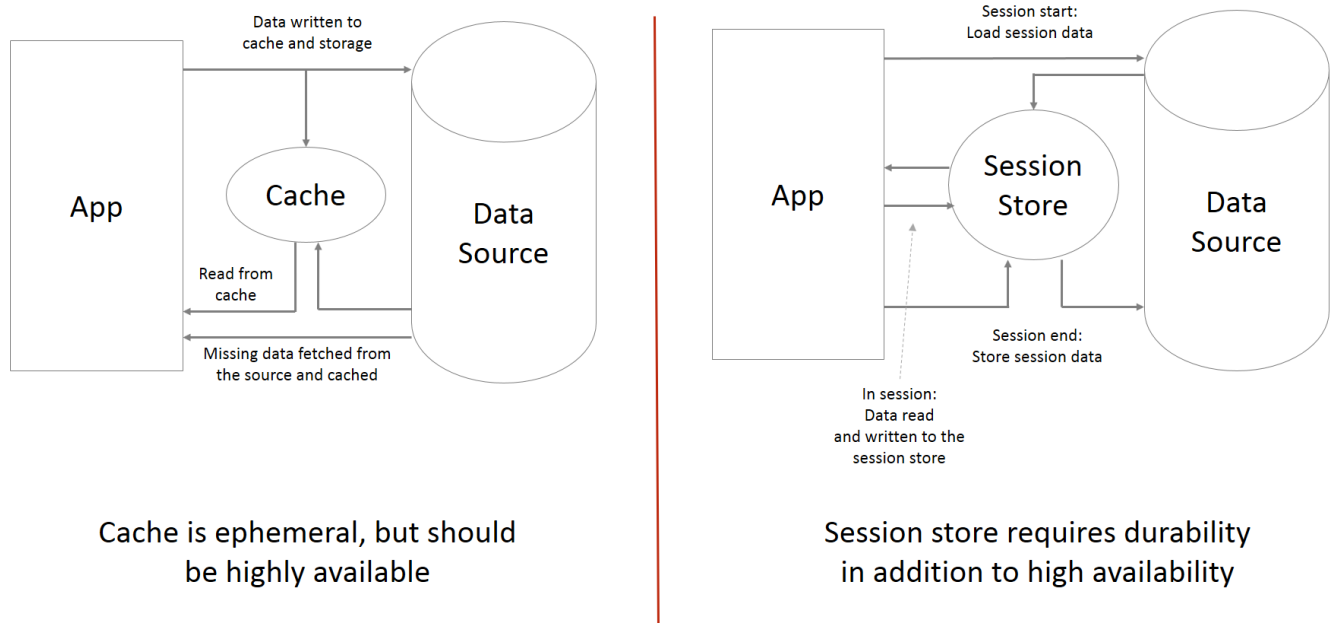 Data written to
cache and storage
App
Cache
Data
Source
Read from
cache
Missing data fetched from
the source and cached
Cache is ephemeral, but should
be highly available
Session start:
Load session data
App
Session
Store
Data
Source
Session end:
Store session data
In session:
Data read
and written to the
session store
Session store requires durability
in addition to high availability